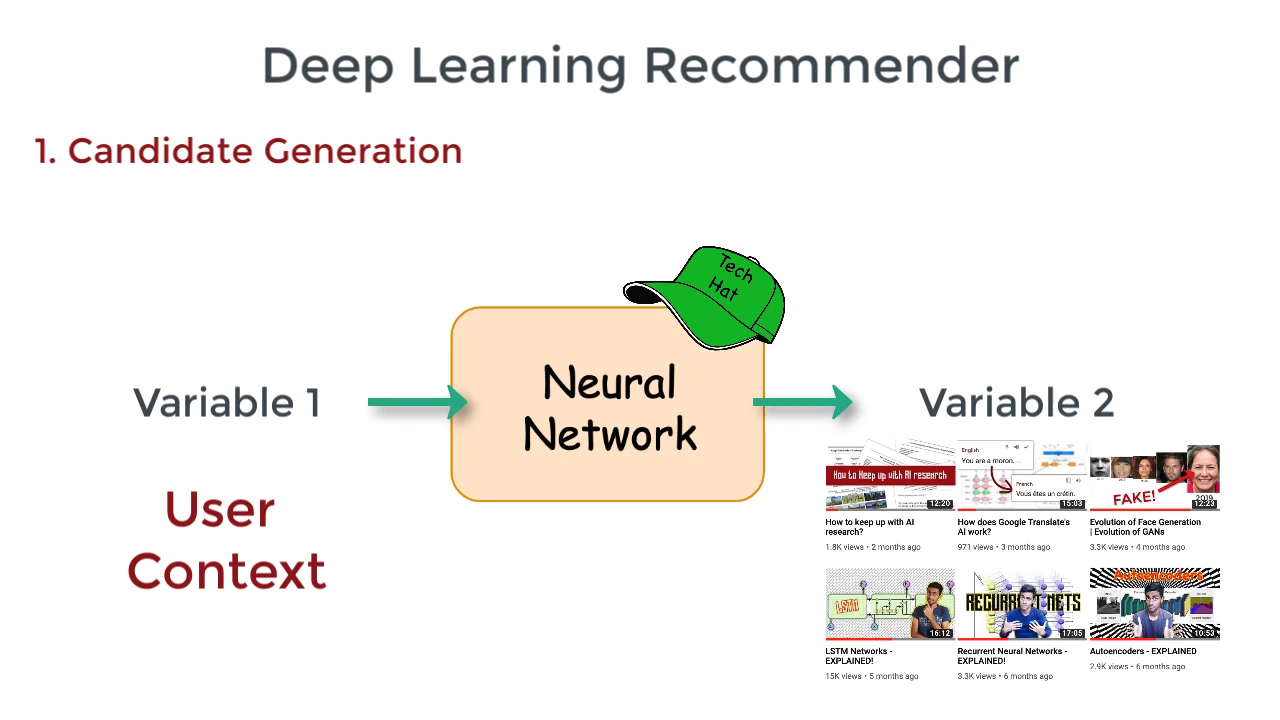 Deep Learning Recommender
1. Candidate Generation
Tech
Hat
Neural
Network
Variable 1
User
Context
Variable 2
How to Keep up with AI research
12:20
How to keep up with AI
research?
1.8K views • 2 months ago
English
You are a moron.
French
Vous êtes un crétin.
15:03
How does Google Translate's
AI work?
971 views • 3 months ago
FAKE!
2019
12:23
Evolution of Face Generation
| Evolution of GANs
3.3K views • 4 months ago
LSTM
16:12
LSTM Networks -
EXPLAINED!
15K views • 5 months ago
RECURRENT NETS
17:05
Recurrent Neural Networks -
EXPLAINED!
3.3K views • 6 months ago
Autoencoders
10:53
Autoencoders - EXPLAINED
2.9K views • 6 months ago